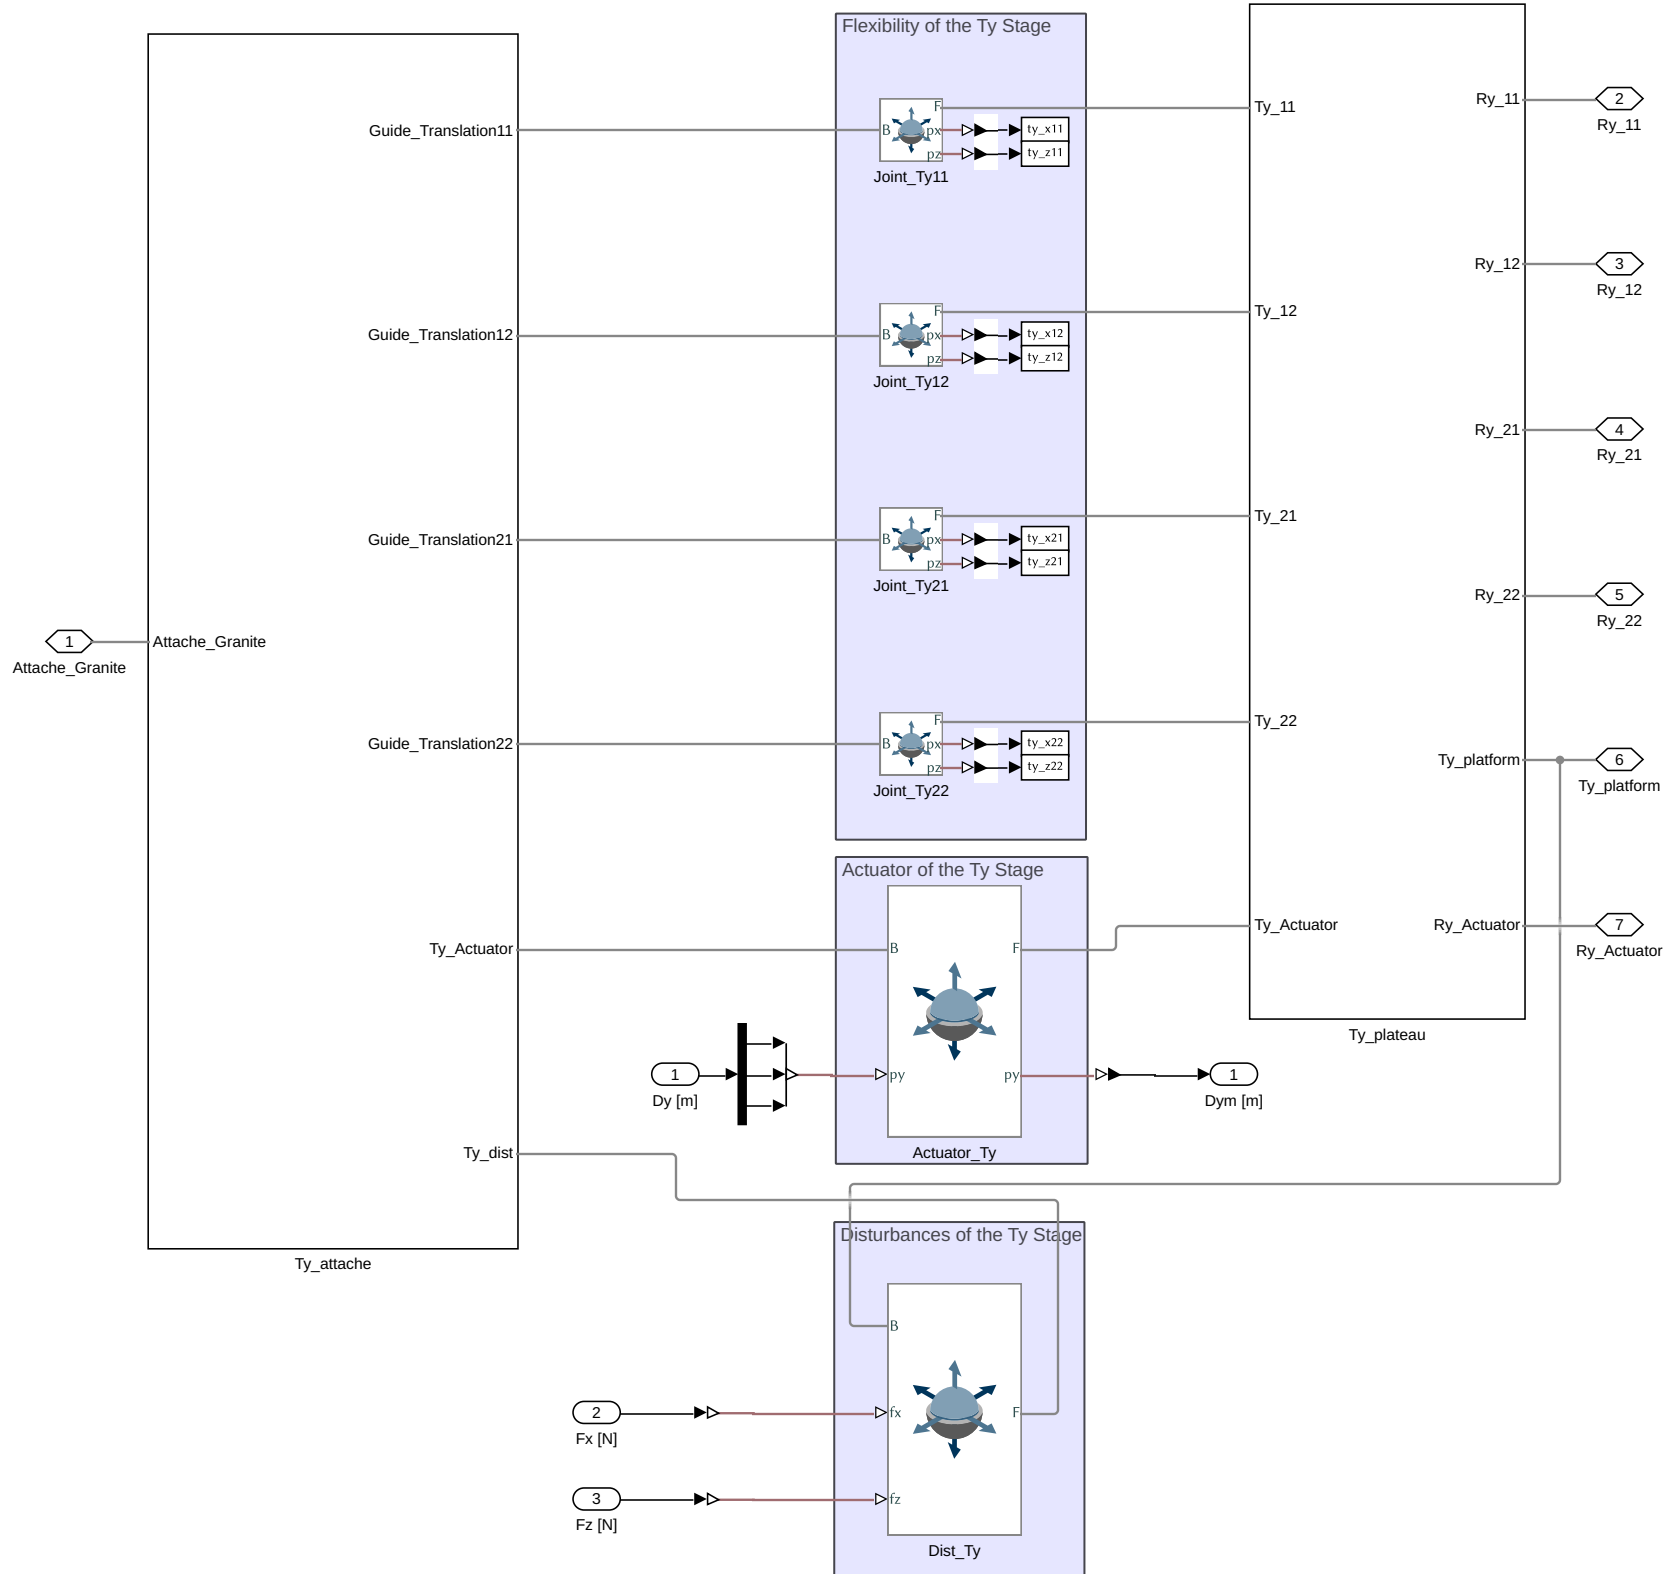 Flexibility of the Ty Stage
Guide_Translation11
B
F
px
pz
ty_x11
ty_z11
Joint_Ty11
Ty_11
Ry_11
2
Ry_11
Guide_Translation12
B
F
px
pz
ty_x12
ty_z12
Joint_Ty12
Ty_12
Ry_12
3
Ry_12
Guide_Translation21
B
F
px
pz
ty_x21
ty_z21
Joint_Ty21
Ty_21
Ry_21
4
Ry_21
1
Attache_Granite
Attache_Granite
Ry_22
5
Ry_22
Guide_Translation22
B
F
px
pz
ty_x22
ty_z22
Joint_Ty22
Ty_22
Ty_platform
6
Ty_platform
Actuator of the Ty Stage
Ty_Actuator
B
F
py
py
Actuator_Ty
Ty_Actuator
Ry_Actuator
7
Ry_Actuator
Ty_plateau
1
Dy [m]
1
Dym [m]
Ty_dist
Ty_attache
Disturbances of the Ty Stage
B
fx
F
fz
Dist_Ty
2
Fx [N]
3
Fz [N]